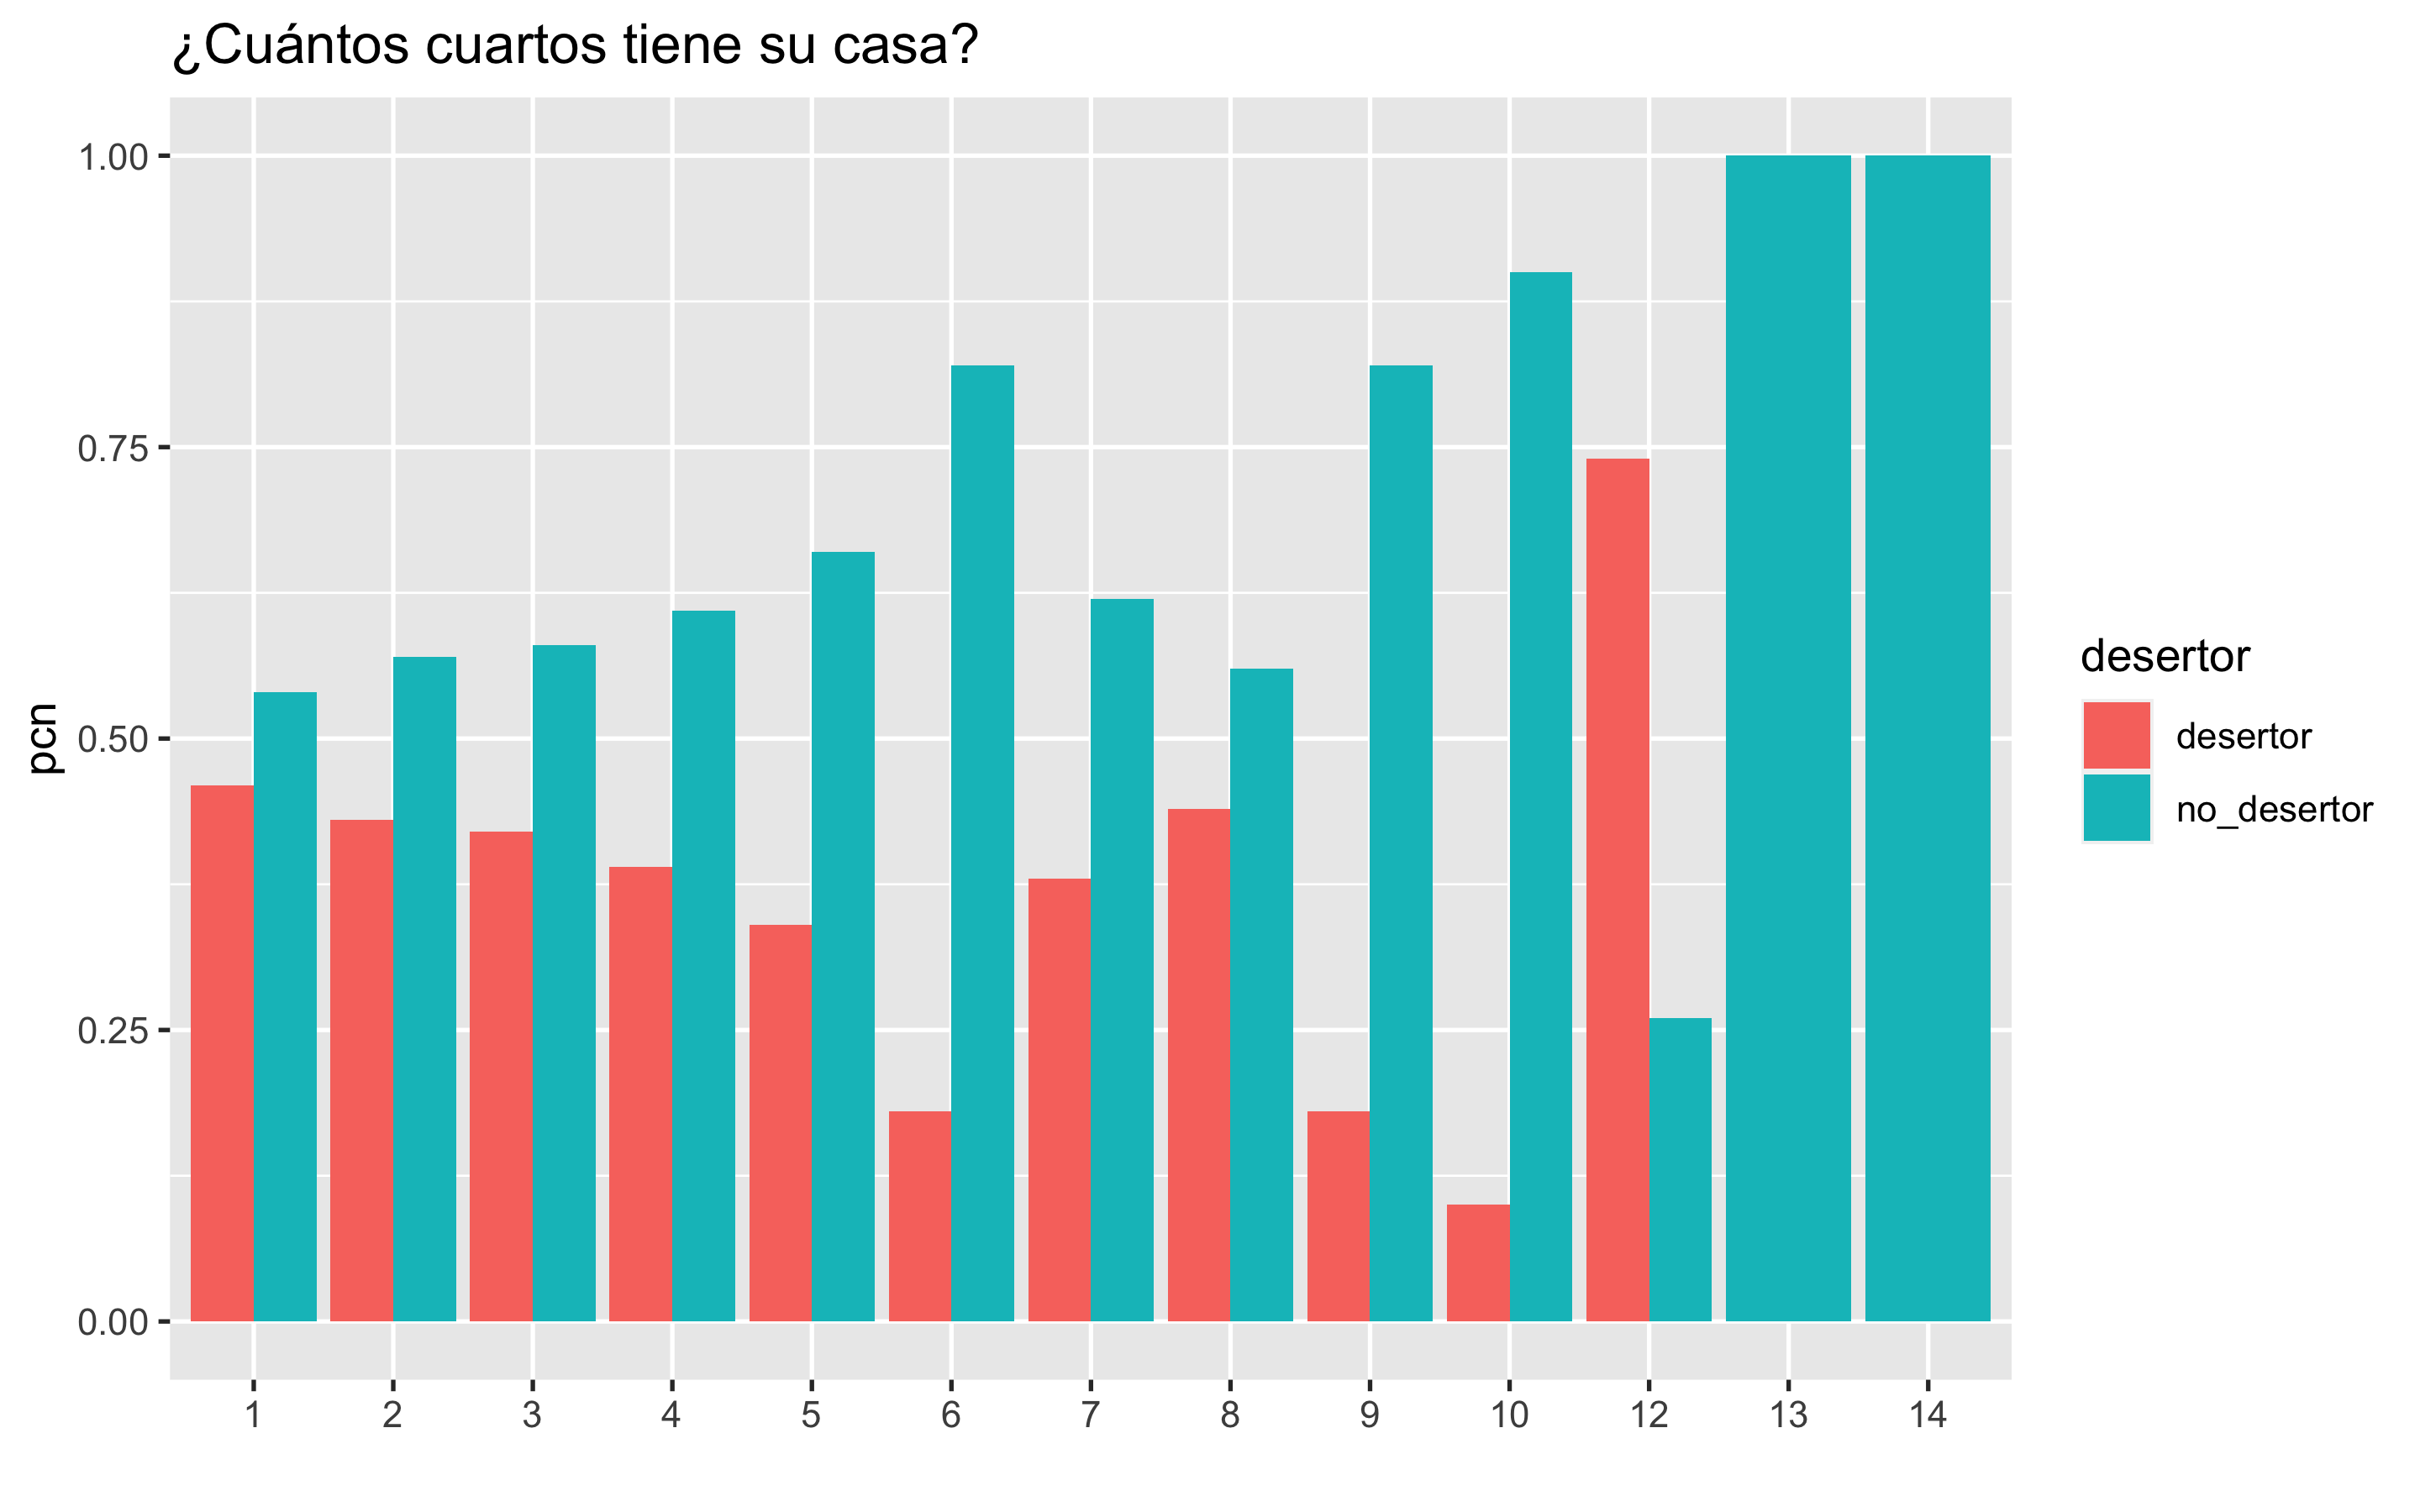 ¿Cuántos cuartos tiene su casa?
1.00
0.75
0.50
0.25
0.00
pcn
1 2 3 4 5 6 7 8 9 10 12 13 14
desertor
desertor
no_desertor